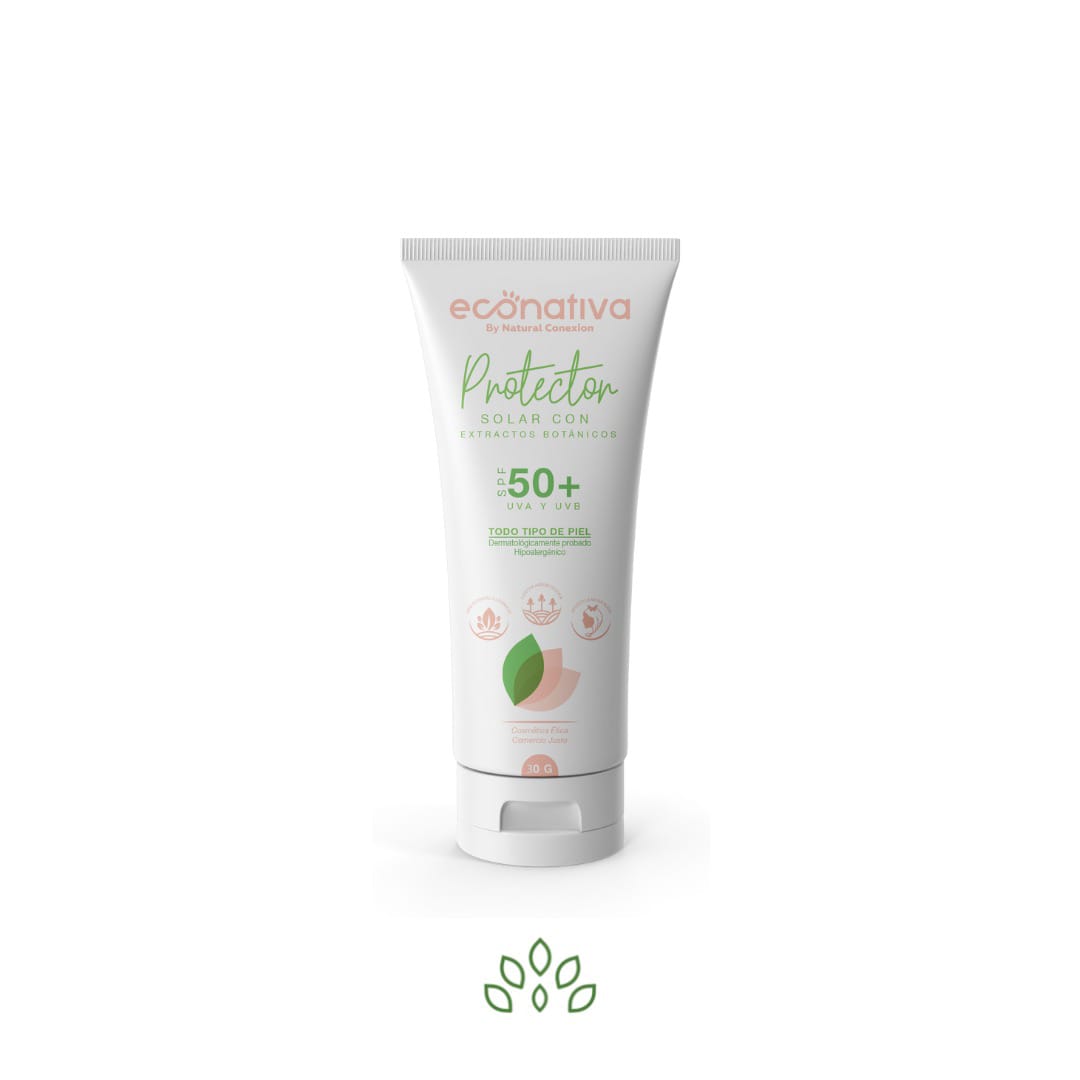 econativa
By Natural Conexion
Protector
SOLAR CON
EXTRACTOS BOTÁNICOS
SPF 50+
UVA Y UVB
TODO TIPO DE PIEL
Dermatológicamente probado
Hipoalergénico
Cosmética Ética
Comercio Justo
30 G